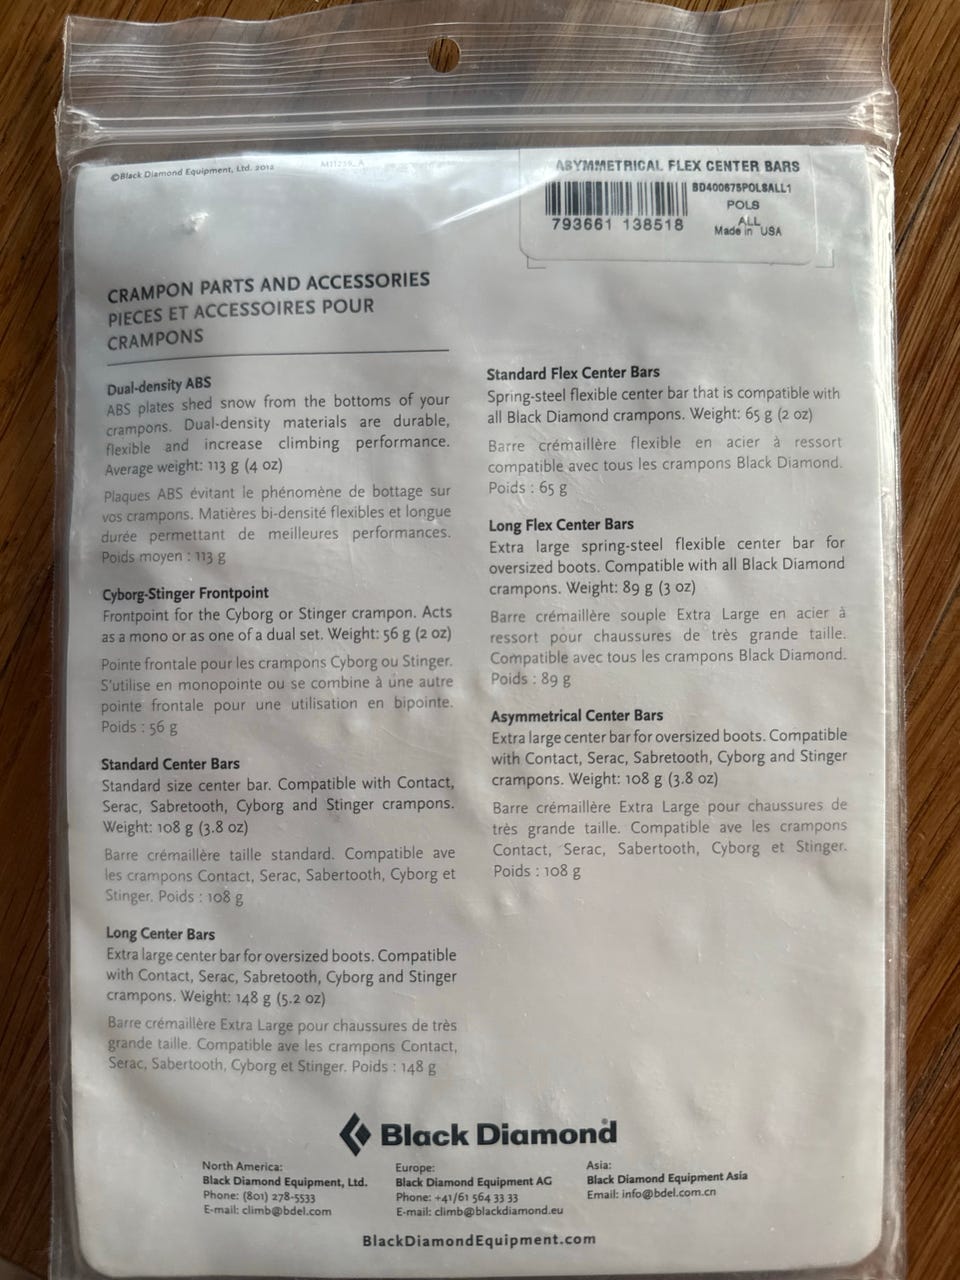 ©Black Diamond Equipment, Ltd. 2012
M11259_A
ASYMMETRICAL FLEX CENTER BARS
BD400675POLSALL1
793661 138518
POLS
ALL
Made in USA
CRAMPON PARTS AND ACCESSORIES
PIECES ET ACCESSOIRES POUR
CRAMPONS
Dual-density ABS
ABS plates shed snow from the bottoms of your
crampons. Dual-density materials are durable,
flexible and increase climbing performance.
Average weight: 113 g (4 oz)
Plaques ABS évitant le phénomène de bottage sur
vos crampons. Matières bi-densité flexibles et longue
durée permettant de meilleures performances.
Poids moyen : 113 g
Cyborg-Stinger Frontpoint
Frontpoint for the Cyborg or Stinger crampon. Acts
as a mono or as one of a dual set. Weight: 56 g (2 oz)
Pointe frontale pour les crampons Cyborg ou Stinger.
S'utilise en monopointe ou se combine à une autre
pointe frontale pour une utilisation en bipointe.
Poids : 56 g
Standard Center Bars
Standard size center bar. Compatible with Contact,
Serac, Sabretooth, Cyborg and Stinger crampons.
Weight: 108 g (3.8 oz)
Barre crémaillère taille standard. Compatible ave
les crampons Contact, Serac, Sabertooth, Cyborg et
Stinger. Poids : 108 g
Long Center Bars
Extra large center bar for oversized boots. Compatible
with Contact, Serac, Sabretooth, Cyborg and Stinger
crampons. Weight: 148 g (5.2 oz)
Barre crémaillère Extra Large pour chaussures de très
grande taille. Compatible ave les crampons Contact,
Serac, Sabertooth, Cyborg et Stinger. Poids : 148 g
Standard Flex Center Bars
Spring-steel flexible center bar that is compatible with
all Black Diamond crampons. Weight: 65 g (2 oz)
Barre crémaillère flexible en acier à ressort
compatible avec tous les crampons Black Diamond.
Poids : 65 g
Long Flex Center Bars
Extra large spring-steel flexible center bar for
oversized boots. Compatible with all Black Diamond
crampons. Weight: 89 g (3 oz)
Barre crémaillère souple Extra Large en acier à
ressort pour chaussures de très grande taille.
Compatible avec tous les crampons Black Diamond.
Poids : 89 g
Asymmetrical Center Bars
Extra large center bar for oversized boots. Compatible
with Contact, Serac, Sabretooth, Cyborg and Stinger
crampons. Weight: 108 g (3.8 oz)
Barre crémaillère Extra Large pour chaussures de
très grande taille. Compatible ave les crampons
Contact, Serac, Sabertooth, Cyborg et Stinger.
Poids : 108 g
Black Diamond
North America:
Black Diamond Equipment, Ltd.
Phone: (801) 278-5533
E-mail: climb@bdel.com
Europe:
Black Diamond Equipment AG
Phone: +41/61 564 33 33
E-mail: climb@blackdiamond.eu
Asia:
Black Diamond Equipment Asia
Email: info@bdel.com.cn
BlackDiamondEquipment.com